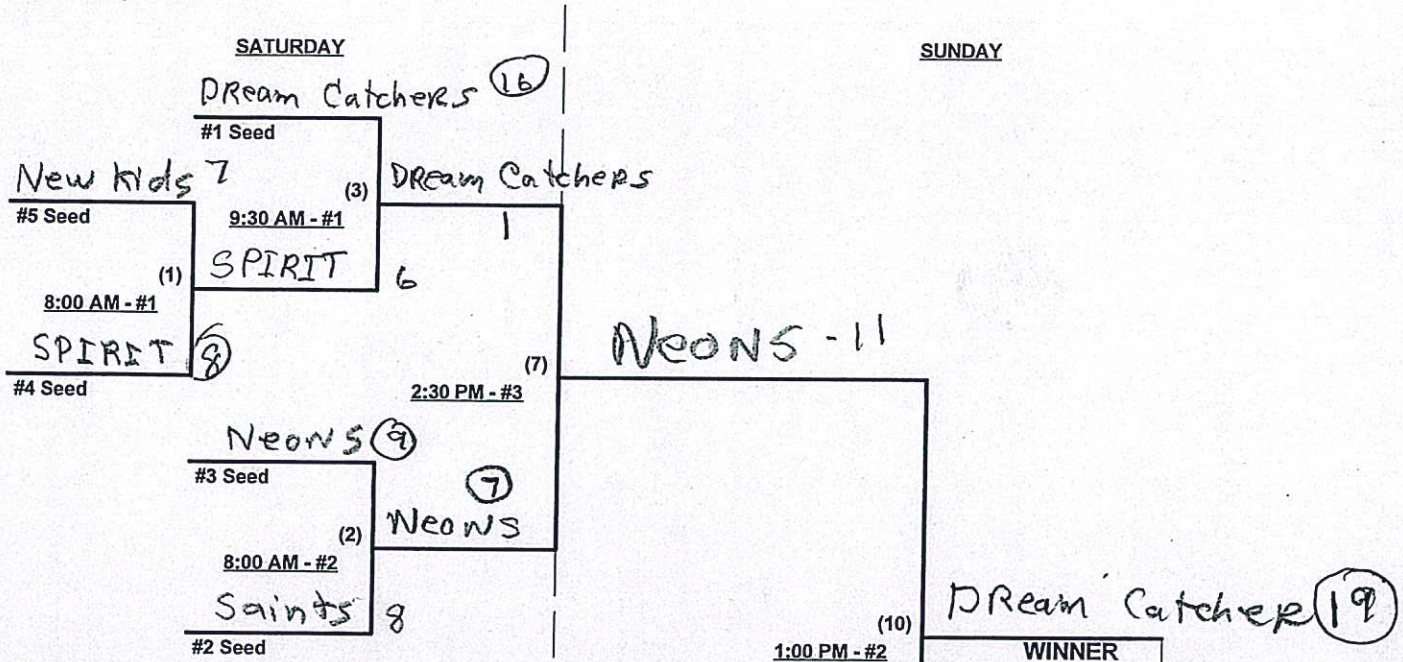 SATURDAY
SUNDAY
DReam Catchers 16
#1 Seed
New Kids 7
#5 Seed
(3)
9:30 AM - #1
DReam Catchers
1
(1)
8:00 AM - #1
SPIRIT
6
SPIRIT 8
#4 Seed
NeoNS - 11
(7)
2:30 PM - #3
NeoNS 9
#3 Seed
7
NeoNS
(2)
8:00 AM - #2
Saints 8
#2 Seed
DReam Catcher 19
(10)
1:00 PM - #2
WINNER